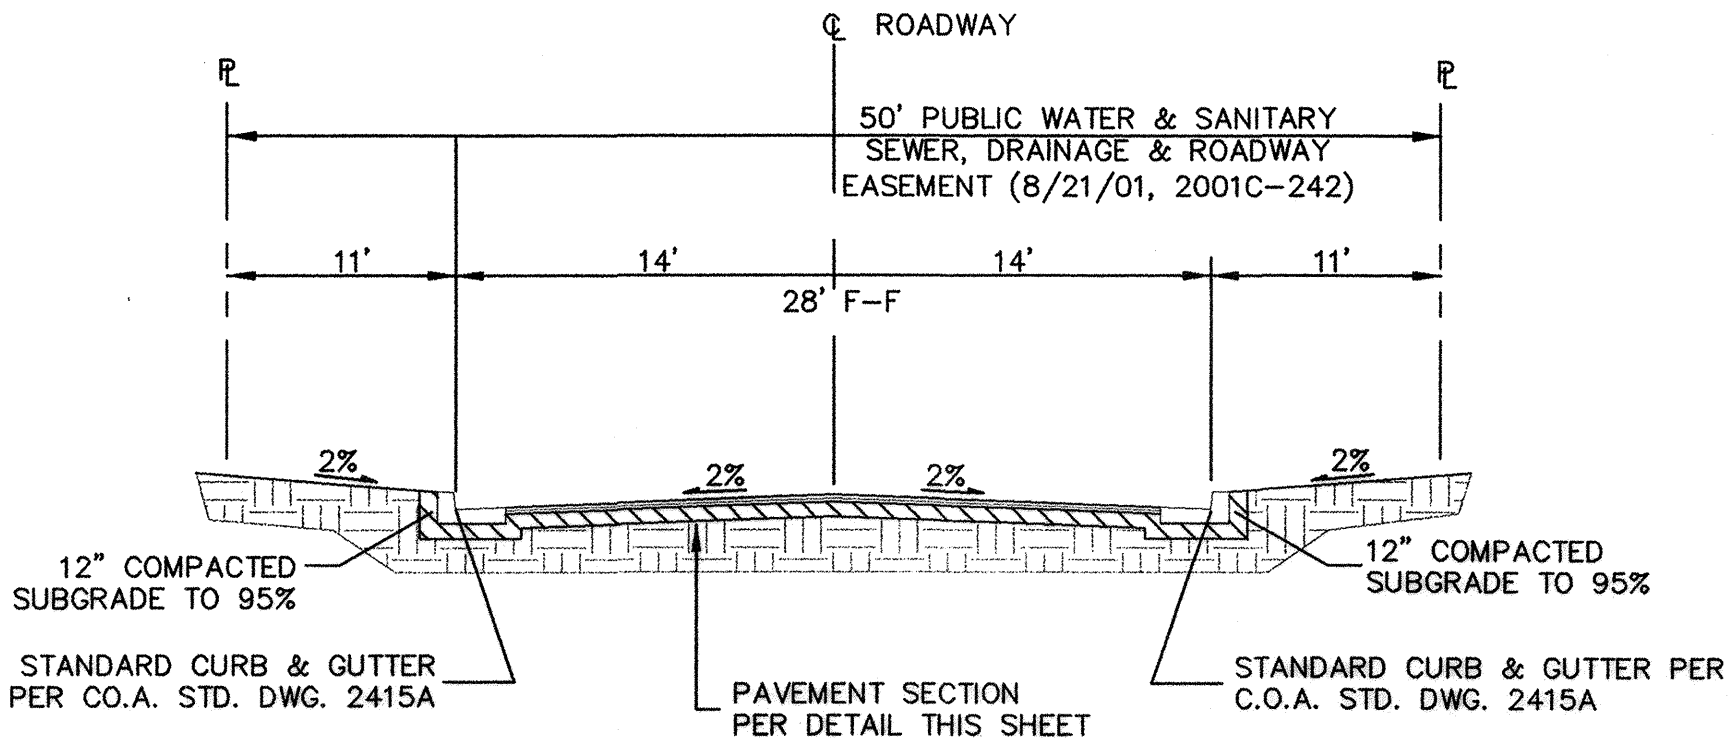 ℄ ROADWAY
PL
PL
50' PUBLIC WATER & SANITARY
SEWER, DRAINAGE & ROADWAY
EASEMENT (8/21/01, 2001C-242)
11'
14'
14'
11'
28' F-F
2%
2%
2%
2%
12" COMPACTED
SUBGRADE TO 95%
12" COMPACTED
SUBGRADE TO 95%
STANDARD CURB & GUTTER
PER CO.A. STD. DWG. 2415A
PAVEMENT SECTION
PER DETAIL THIS SHEET
STANDARD CURB & GUTTER PER
C.O.A. STD. DWG. 2415A